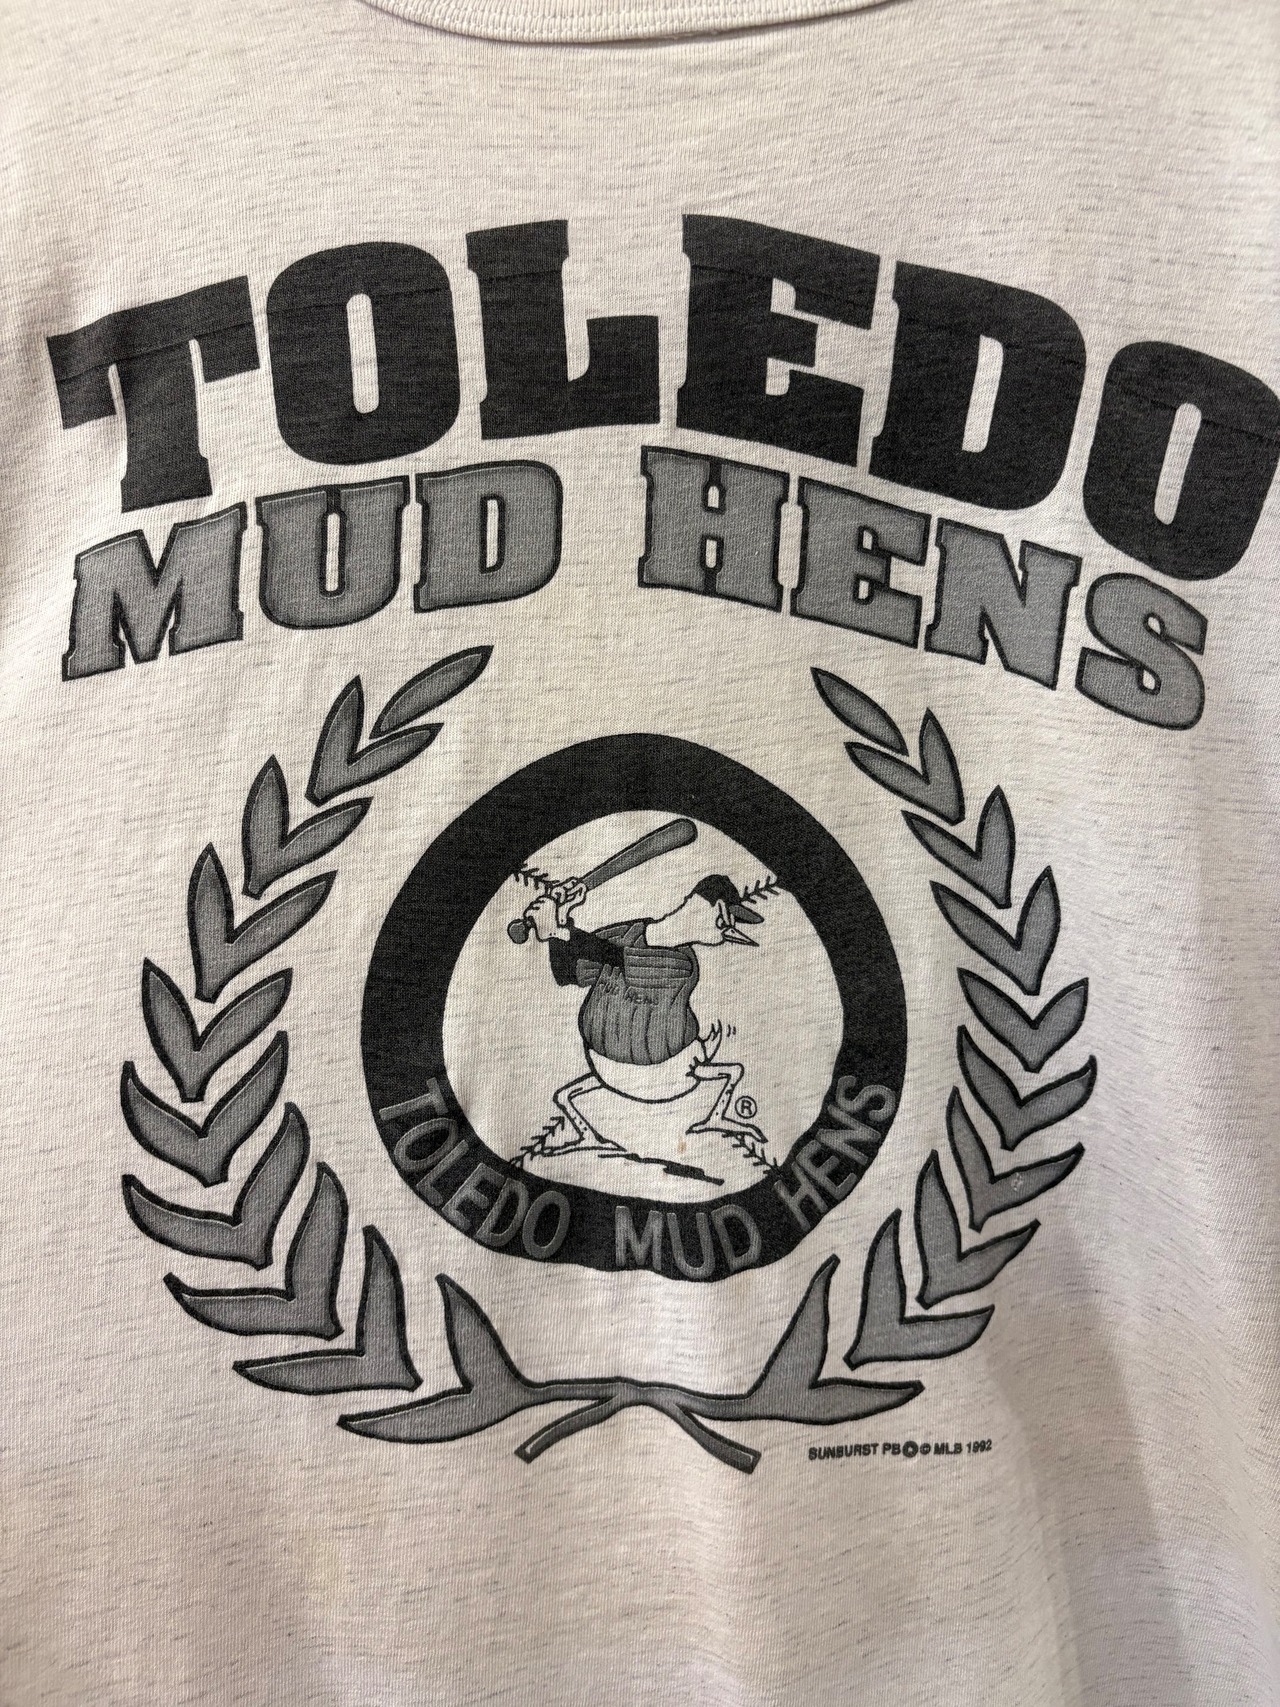 TOLEDO
MUD HENS
MUD HENS
®
TOLEDO MUD HENS
SUNBURST PB © MLB 1992